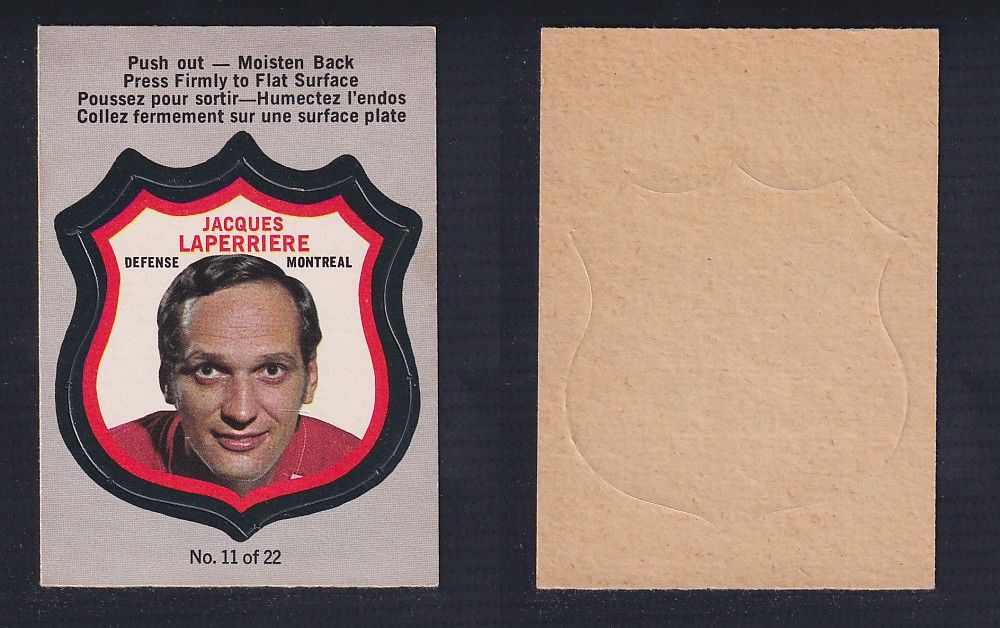 Push out — Moisten Back
Press Firmly to Flat Surface
Poussez pour sortir—Humectez l'endos
Collez fermement sur une surface plate
JACQUES
LAPERRIERE
DEFENSE MONTREAL
No. 11 of 22